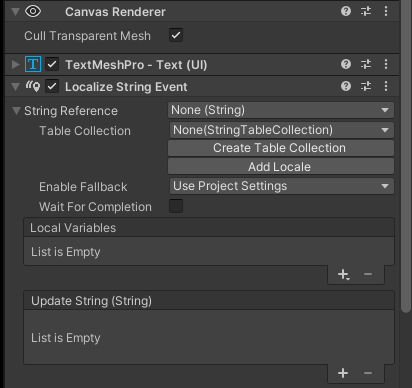 Canvas Renderer
Cull Transparent Mesh
TextMeshPro - Text (UI)
Localize String Event
String Reference None (String)
Table Collection None(StringTableCollection)
Create Table Collection
Add Locale
Enable Fallback Use Project Settings
Wait For Completion
Local Variables
List is Empty
Update String (String)
List is Empty